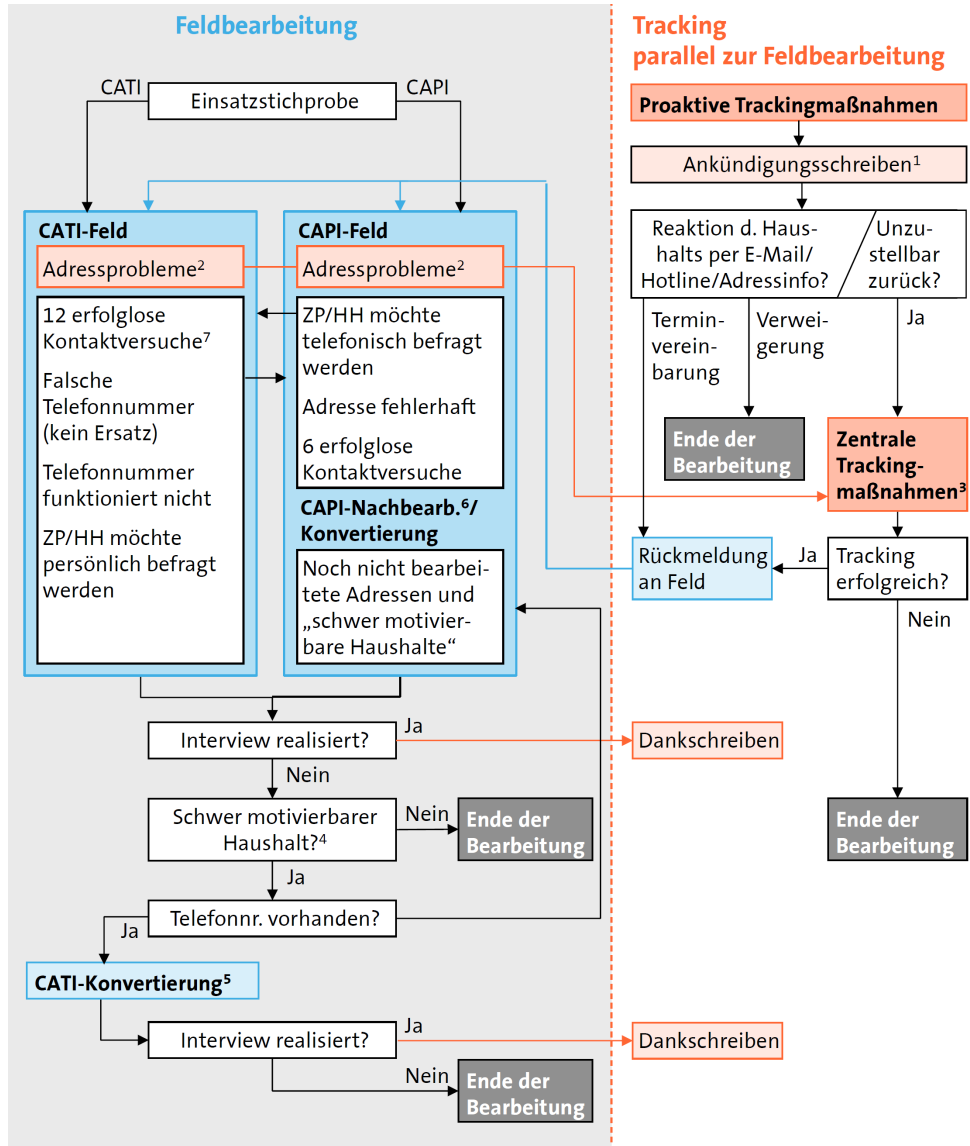 Feldbearbeitung
CATI
Einsatzstichprobe
CAPI
CATI-Feld
Adressprobleme²
12 erfolglose
Kontaktversuche⁷
Falsche
Telefonnummer
(kein Ersatz)
Telefonnummer
funktioniert nicht
ZP/HH möchte
persönlich befragt
werden
CAPI-Feld
Adressprobleme²
ZP/HH möchte
telefonisch befragt
werden
Adresse fehlerhaft
6 erfolglose
Kontaktversuche
CAPI-Nachbearb.⁶/
Konvertierung
Noch nicht bearbei-
tete Adressen und
„schwer motivier-
bare Haushalte“
Interview realisiert?
Ja
Nein
Schwer motivierbarer
Haushalt?⁴
Nein
Ende der
Bearbeitung
Ja
Telefonnr. vorhanden?
Ja
CATI-Konvertierung⁵
Interview realisiert?
Ja
Nein
Ende der
Bearbeitung
Tracking
parallel zur Feldbearbeitung
Proaktive Trackingmaßnahmen
Ankündigungsschreiben¹
Reaktion d. Haus-
halts per E-Mail/
Hotline/Adressinfo?
Unzu-
stellbar
zurück?
Termin-
verein-
barung
Verwei-
gerung
Ja
Ende der
Bearbeitung
Zentrale
Tracking-
maßnahmen³
Rückmeldung
an Feld
Ja
Tracking
erfolgreich?
Nein
Dankschreiben
Ende der
Bearbeitung
Dankschreiben